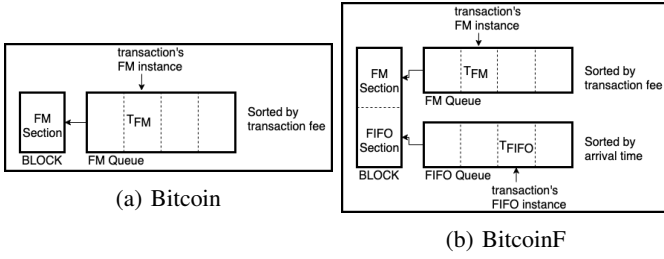 transaction's
FM instance
FM
Section
T_FM
Sorted by
transaction fee
BLOCK
FM Queue
(a) Bitcoin
transaction's
FM instance
FM
Section
T_FM
Sorted by
transaction fee
FM Queue
FIFO
Section
T_FIFO
Sorted by
arrival time
BLOCK
FIFO Queue
transaction's
FIFO instance
(b) BitcoinF